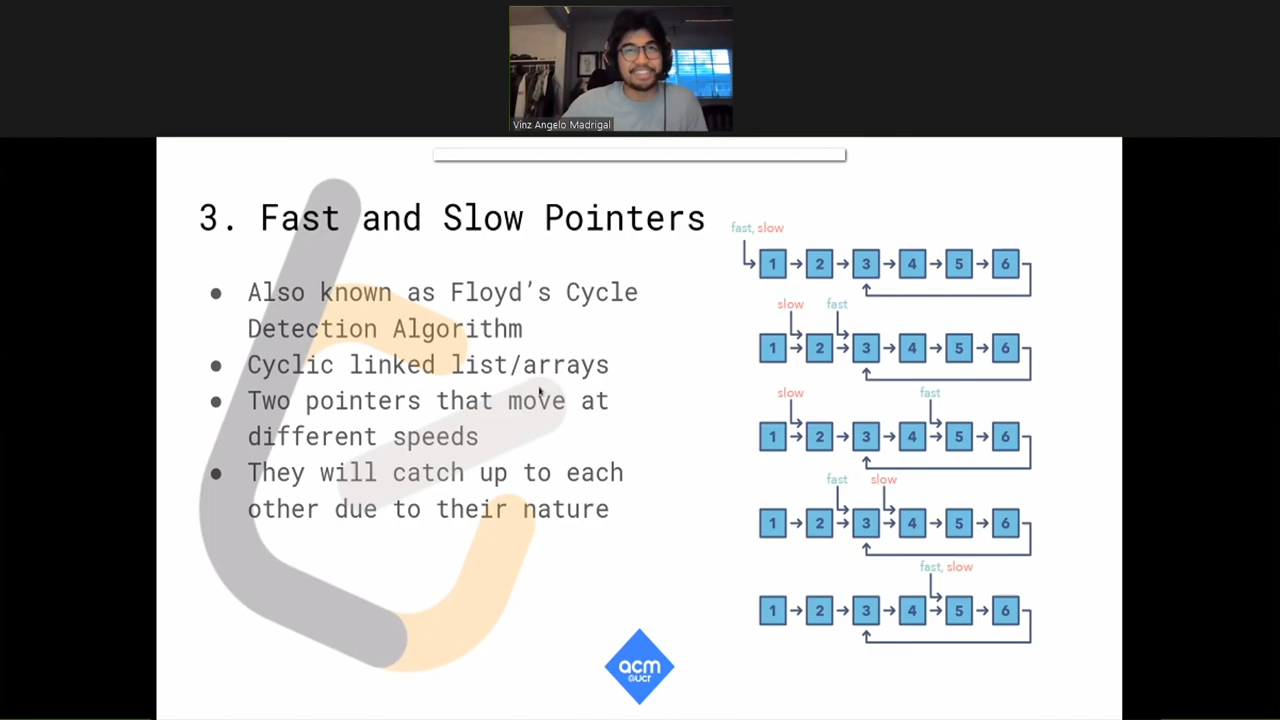 Vinz Angelo Madrigal
3. Fast and Slow Pointers
● Also known as Floyd's Cycle
Detection Algorithm
● Cyclic linked list/arrays
● Two pointers that move at
different speeds
● They will catch up to each
other due to their nature
fast, slow
1 2 3 4 5 6
slow fast
1 2 3 4 5 6
slow fast
1 2 3 4 5 6
fast slow
1 2 3 4 5 6
fast, slow
1 2 3 4 5 6
acm
@UCR